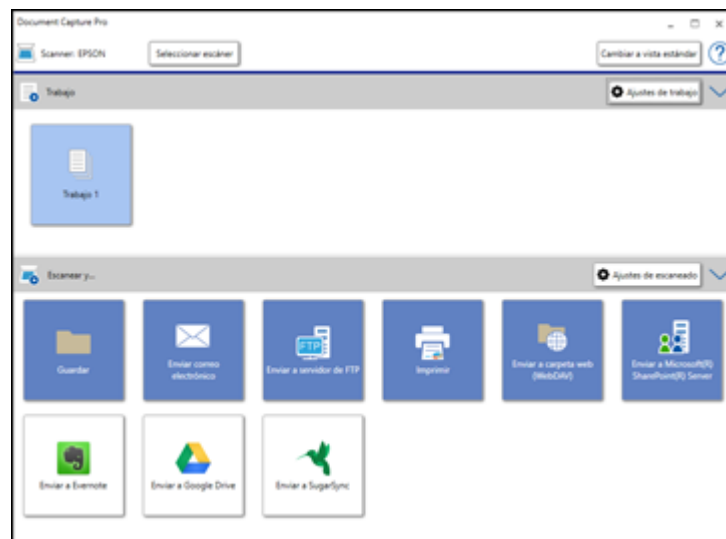 Document Capture Pro
Scanner: EPSON
Seleccionar escáner
Cambiar a vista estándar
?
Trabajo
Ajustes de trabajo
Trabajo 1
Escanear y...
Ajustes de escaneado
Guardar
Enviar correo
electrónico
FTP
Enviar a servidor de FTP
Imprimir
Enviar a carpeta web
(WebDAV)
Enviar a Microsoft(R)
SharePoint(R) Server
Enviar a Evernote
Enviar a Google Drive
Enviar a SugarSync